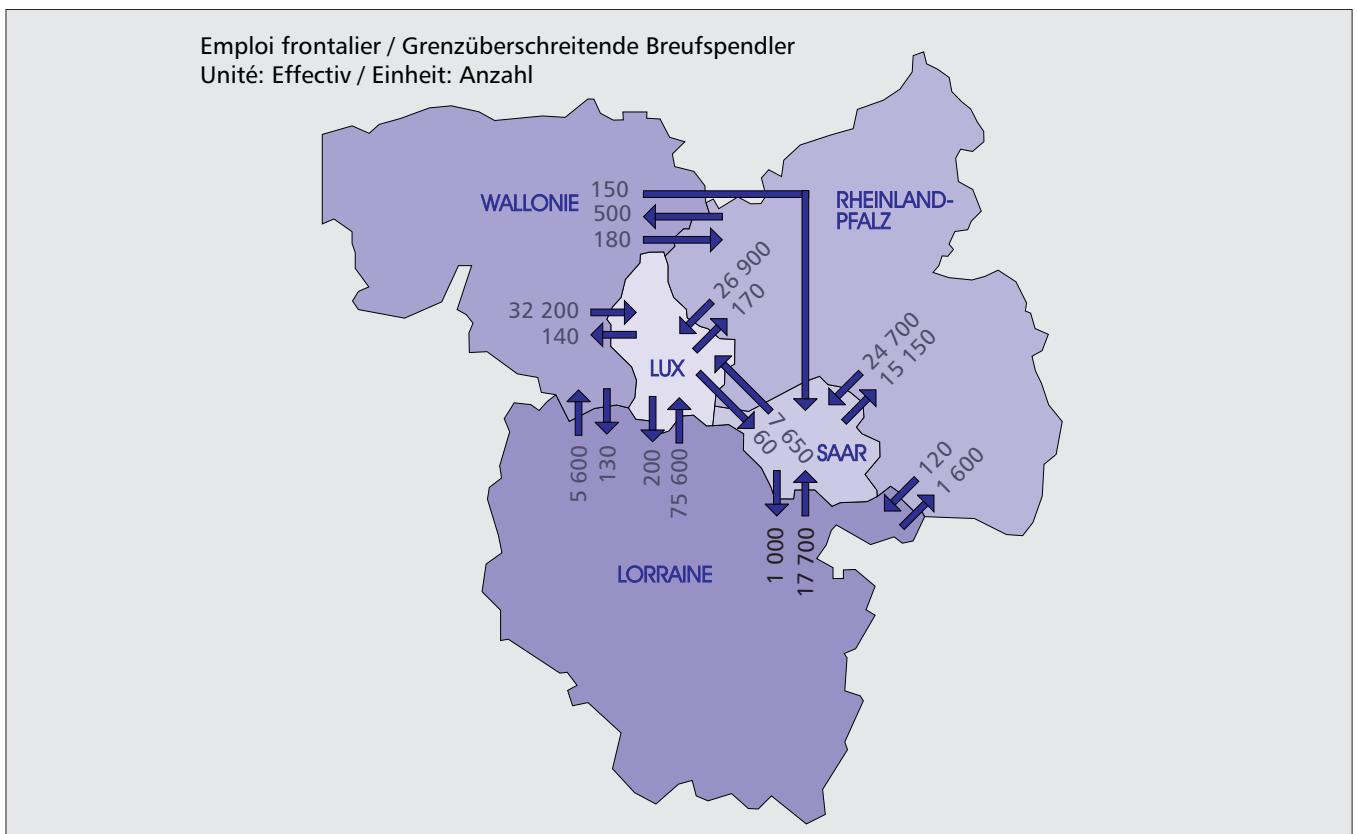 Emploi frontalier / Grenzüberschreitende Breufspendler
Unité: Effectiv / Einheit: Anzahl
WALLONIE
150
500
180
RHEINLAND-
PFALZ
26 900
170
32 200
140
LUX
24 700
15 150
7 650
60
SAAR
5 600
130
200
75 600
120
1 600
1 000
17 700
LORRAINE